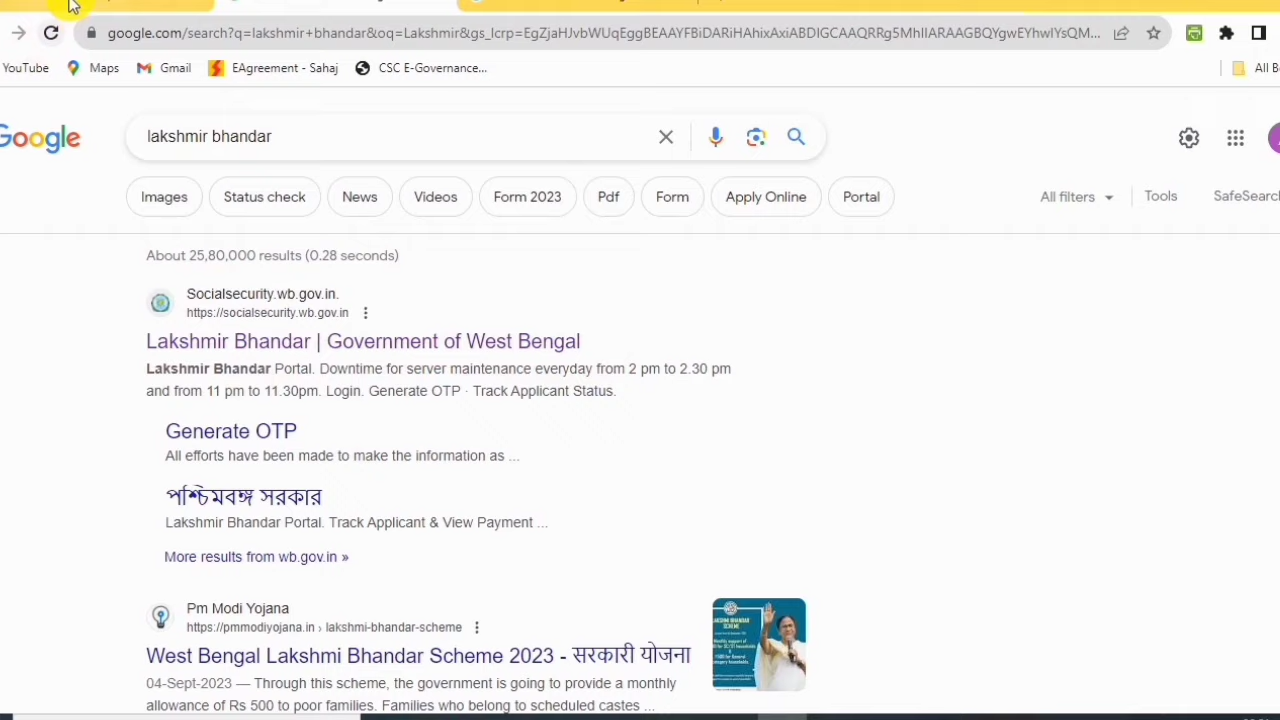 google.com/search?q=lakshmir+bhandar&oq=Lakshmir&gs_lcrp=EgZjaHJvbWUqEggBEAAYFBiDARiHAhixAxiABDIGCAAQRRg5MhIIARAAGBQYgwEYhwIYsQM...
YouTube Maps Gmail EAgreement - Sahaj CSC E-Governance... All B
Google lakshmir bhandar
Images Status check News Videos Form 2023 Pdf Form Apply Online Portal All filters Tools SafeSearch
About 25,80,000 results (0.28 seconds)
Socialsecurity.wb.gov.in.
https://socialsecurity.wb.gov.in
Lakshmir Bhandar | Government of West Bengal
Lakshmir Bhandar Portal. Downtime for server maintenance everyday from 2 pm to 2.30 pm
and from 11 pm to 11.30pm. Login. Generate OTP · Track Applicant Status.
Generate OTP
All efforts have been made to make the information as ...
পশ্চিমবঙ্গ সরকার
Lakshmir Bhandar Portal. Track Applicant & View Payment ...
More results from wb.gov.in »
Pm Modi Yojana
https://pmmodiyojana.in › lakshmi-bhandar-scheme
West Bengal Lakshmi Bhandar Scheme 2023 - सरकारी योजना
04-Sept-2023 — Through this scheme, the government is going to provide a monthly
allowance of Rs 500 to poor families. Families who belong to scheduled castes ...